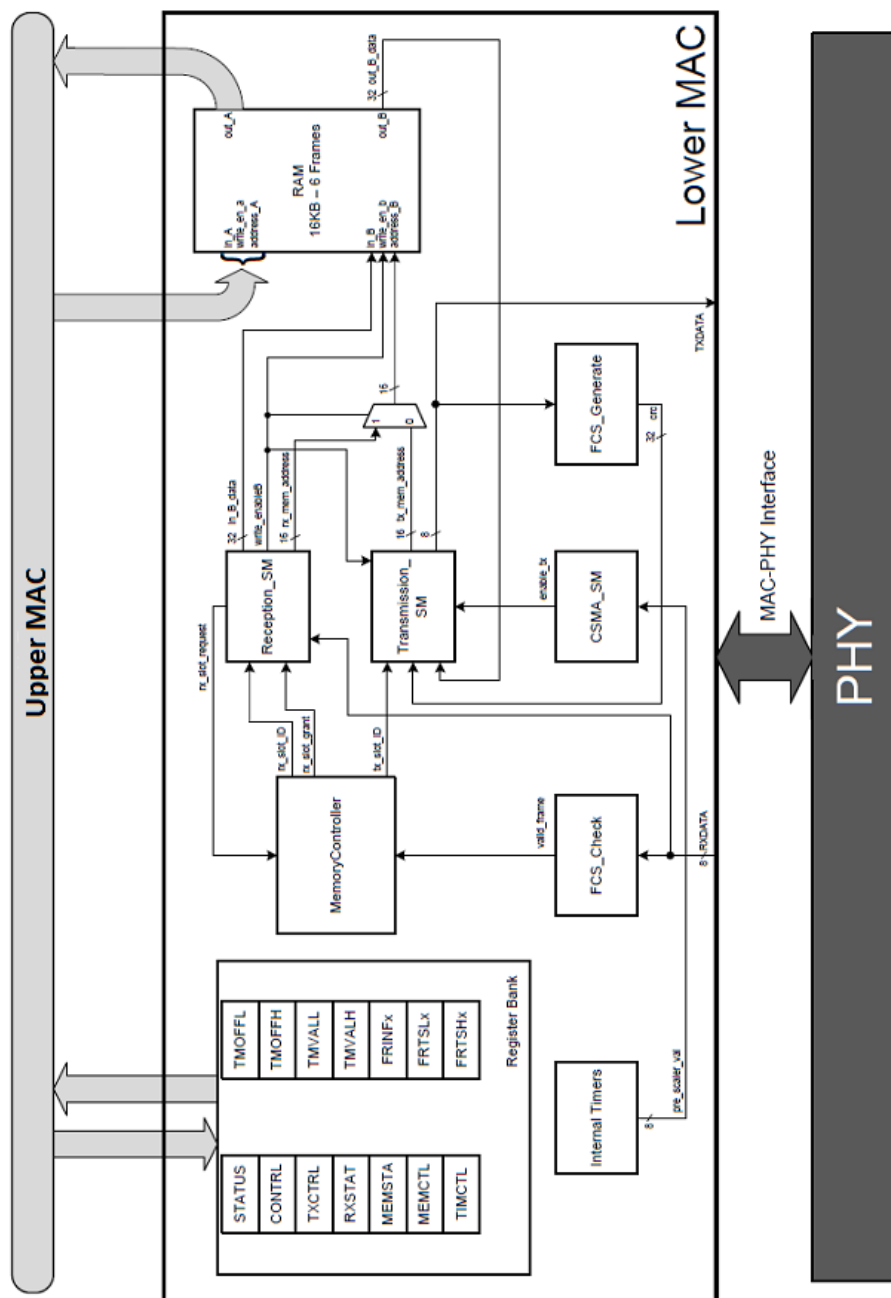 Upper MAC
STATUS
CONTRL
TXCTRL
RXSTAT
MEMSTA
MEMCTL
TIMCTL
TMOFFL
TMOFFH
TMVALL
TMVALH
FRINFx
FRTSLx
FRTSHx
Register Bank
Internal Timers
8
pre_scaler_val
rx_slot_request
MemoryController
rx_slot_ID
rx_slot_grant
tx_slot_ID
valid_frame
FCS_Check
8
RXDATA
Reception_SM
32 In_B_data
write_enableB
16 rx_mem_address
Transmission_
SM
16 tx_mem_address
8
enable_tx
CSMA_SM
1
0
16
FCS_Generate
crc
32
TXDATA
In_A
write_en_a
address_A
out_A
RAM
16KB – 6 Frames
in_B
write_en_b
address_B
out_B
32 out_B_data
Lower MAC
MAC-PHY Interface
PHY